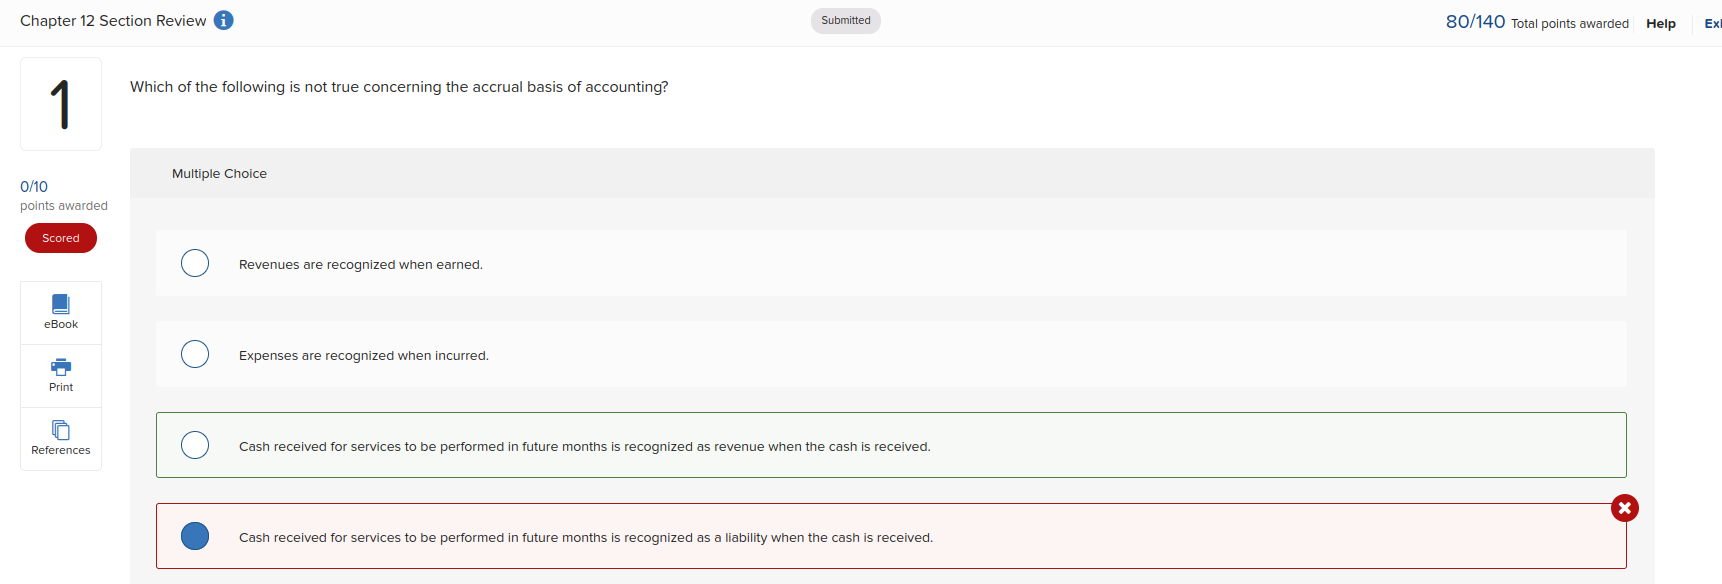 Chapter 12 Section Review
Submitted
80/140 Total points awarded
Help
1
Which of the following is not true concerning the accrual basis of accounting?
0/10
points awarded
Scored
eBook
Print
References
Multiple Choice
Revenues are recognized when earned.
Expenses are recognized when incurred.
Cash received for services to be performed in future months is recognized as revenue when the cash is received.
Cash received for services to be performed in future months is recognized as a liability when the cash is received.